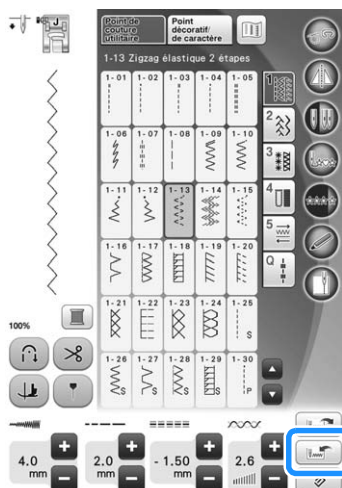 J
Point de
couture
utilitaire
Point
décoratif/
de caractère
1-13 Zigzag élastique 2 étapes
1-01 1-02 1-03 1-04 1-05
1
1-06 1-07 1-08 1-09 1-10
2
3
1-11 1-12 1-13 1-14 1-15
4
1-16 1-17 1-18 1-19 1-20
5
Q
1-21 1-22 1-23 1-24 1-25
S
100%
1-26 1-27 1-28 1-29 1-30
S S S S P
4.0
mm
2.0
mm
- 1.50
mm
2.6